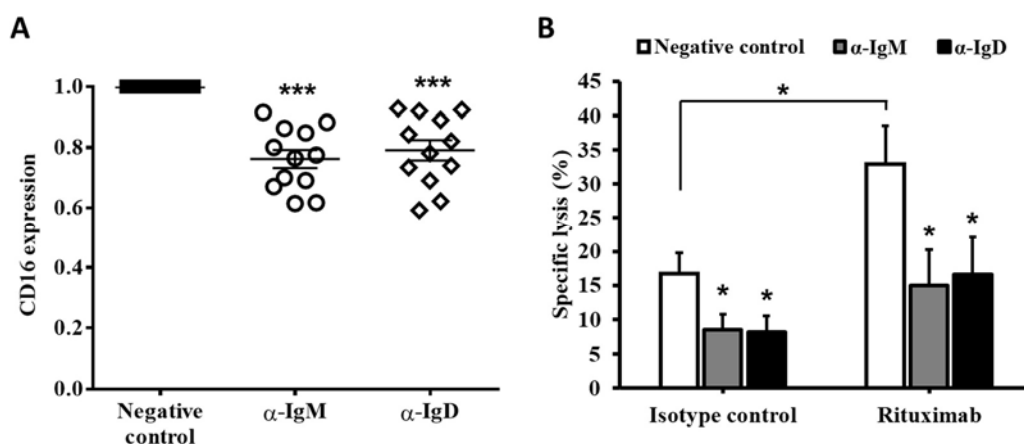 A
CD16 expression
1.0
0.8
0.6
0.4
0.2
0.0
***
***
Negative
control
α-IgM
α-IgD
B
Negative control
α-IgM
α-IgD
Specific lysis (%)
45
40
35
30
25
20
15
10
5
0
*
*
*
*
*
Isotype control
Rituximab